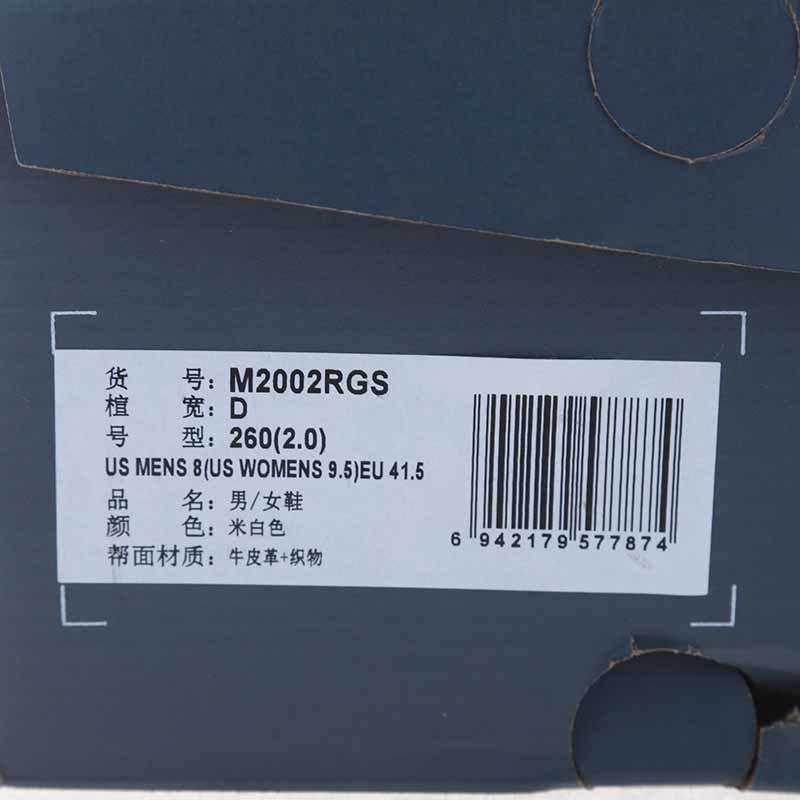 货 号：M2002RGS
楦 宽：D
号 型：260(2.0)
US MENS 8(US WOMENS 9.5)EU 41.5
品 名：男/女鞋
颜 色：米白色
帮面材质：牛皮革+织物
6 942179 577874